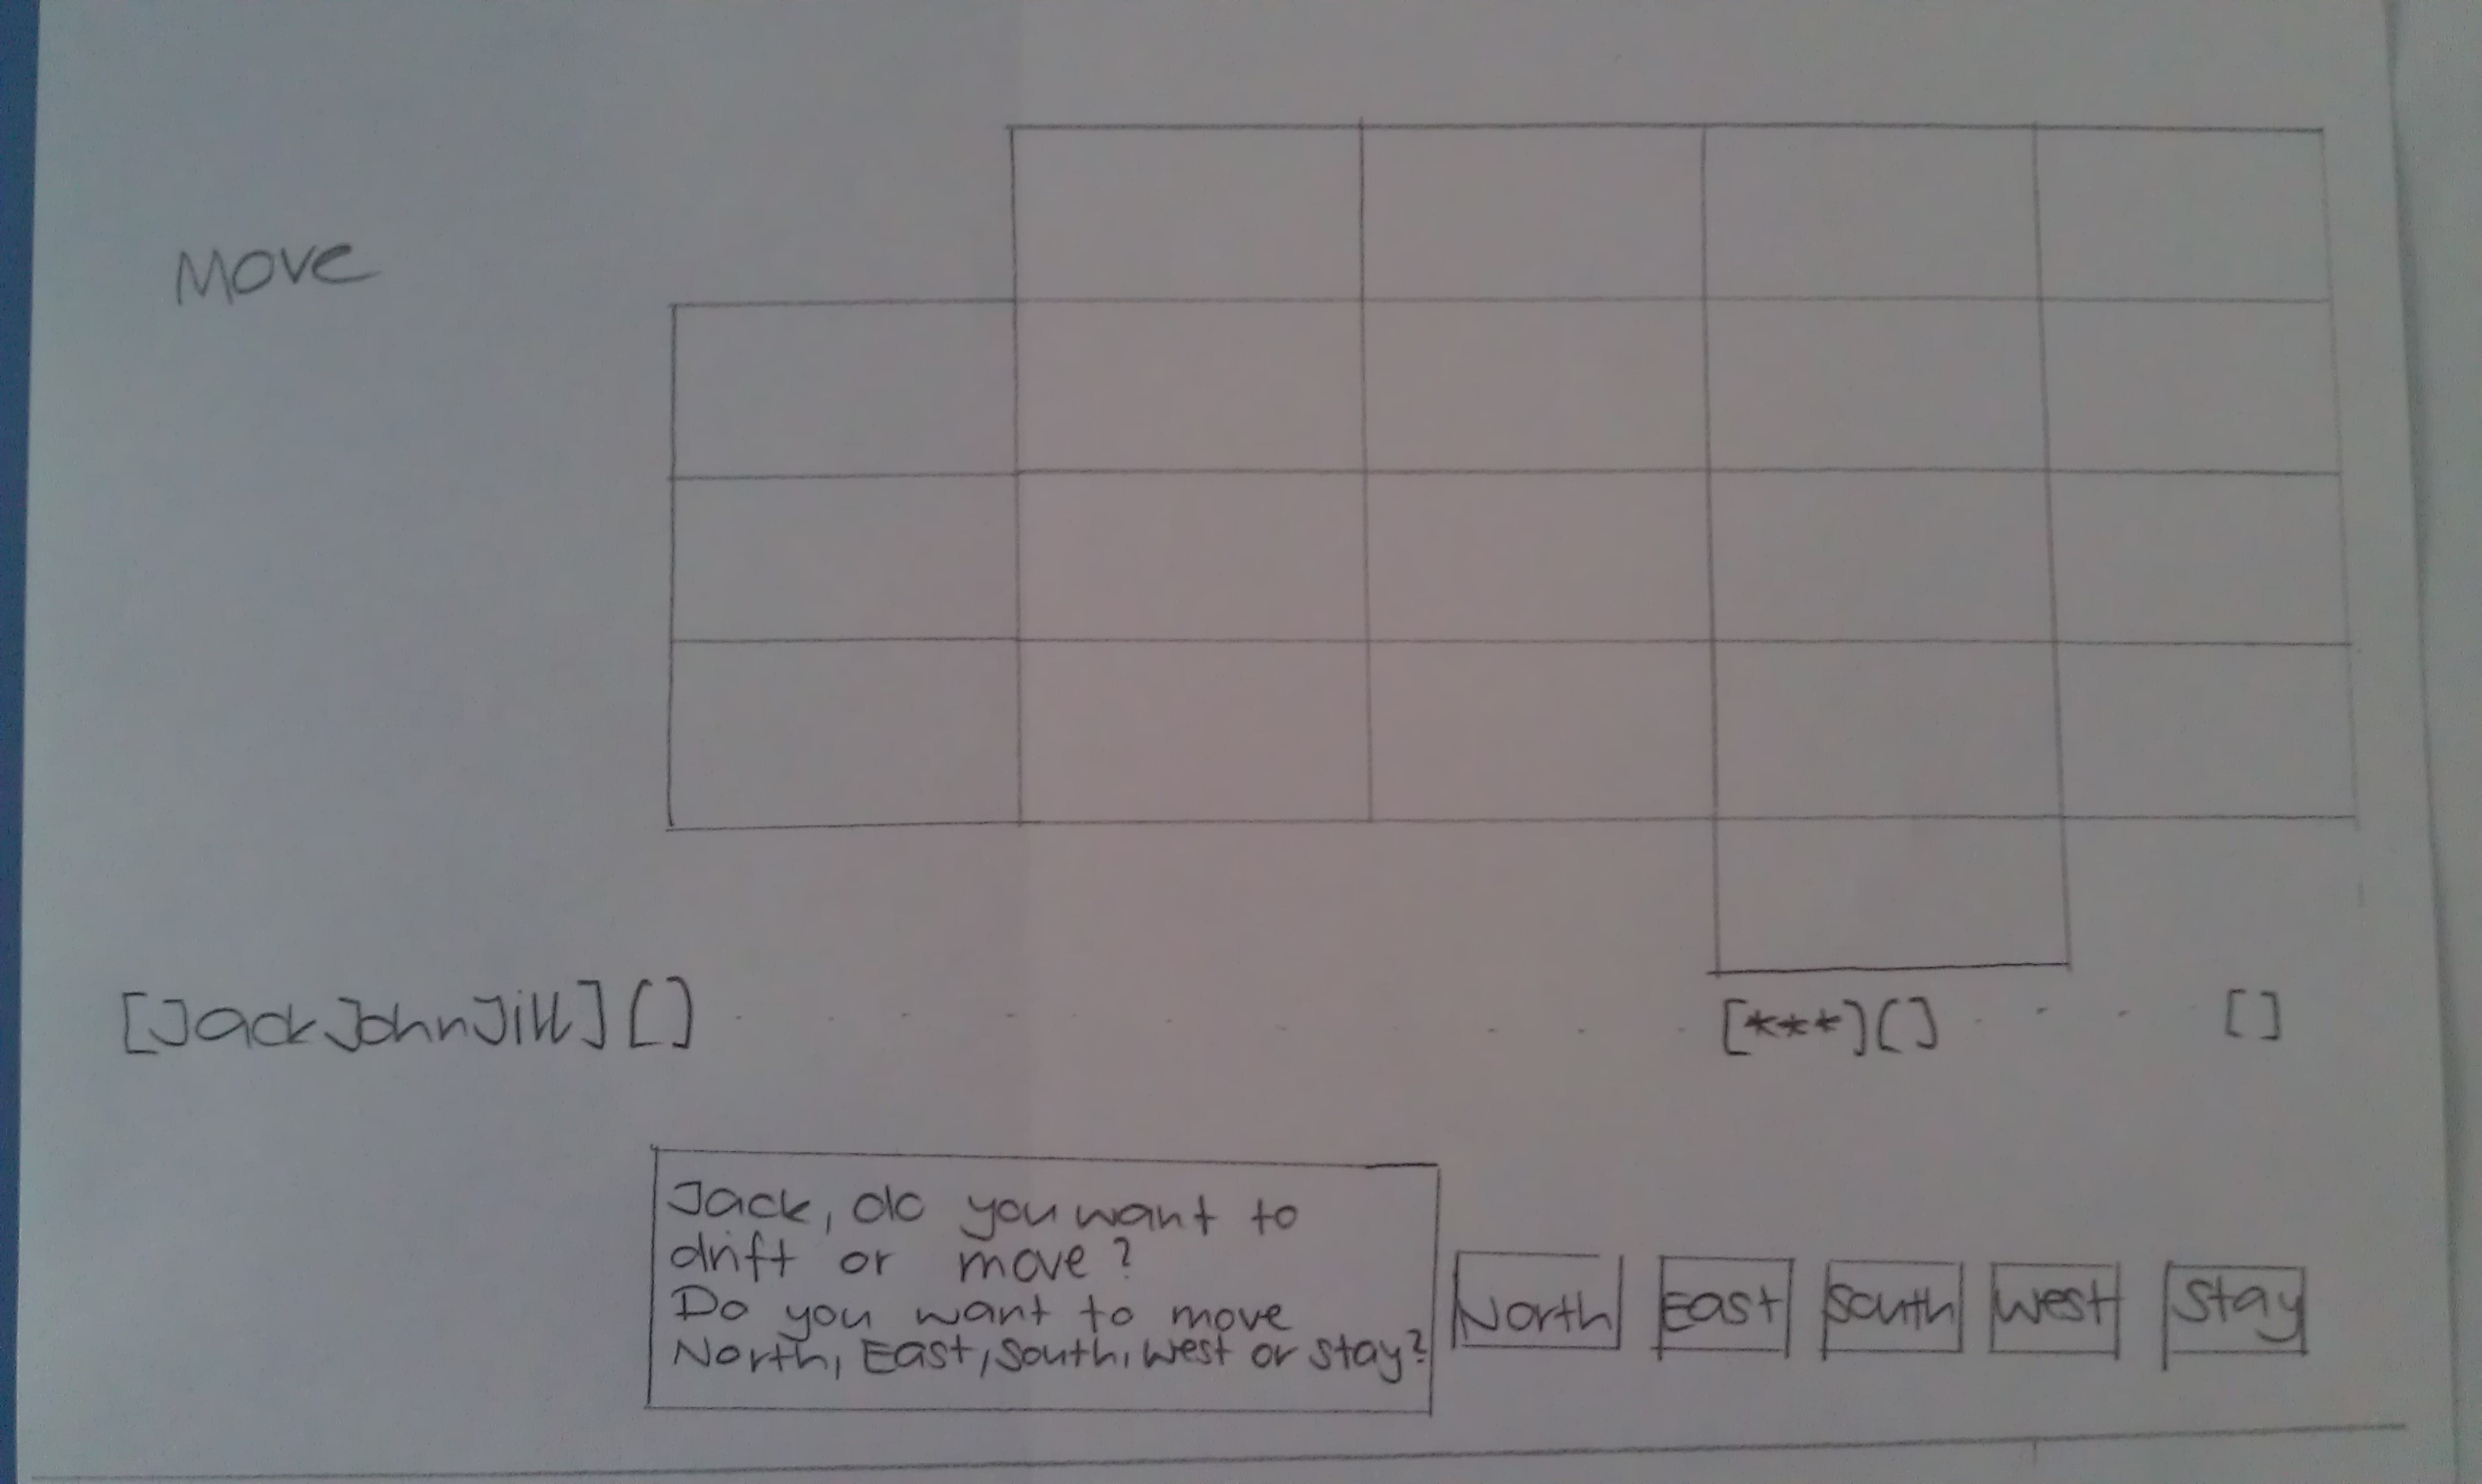 Move
[JackJohnJill][] . . . . . . . . [***][] . . . []
Jack, do you want to
drift or move?
Do you want to move
North, East, South, West or stay?
North East South West Stay